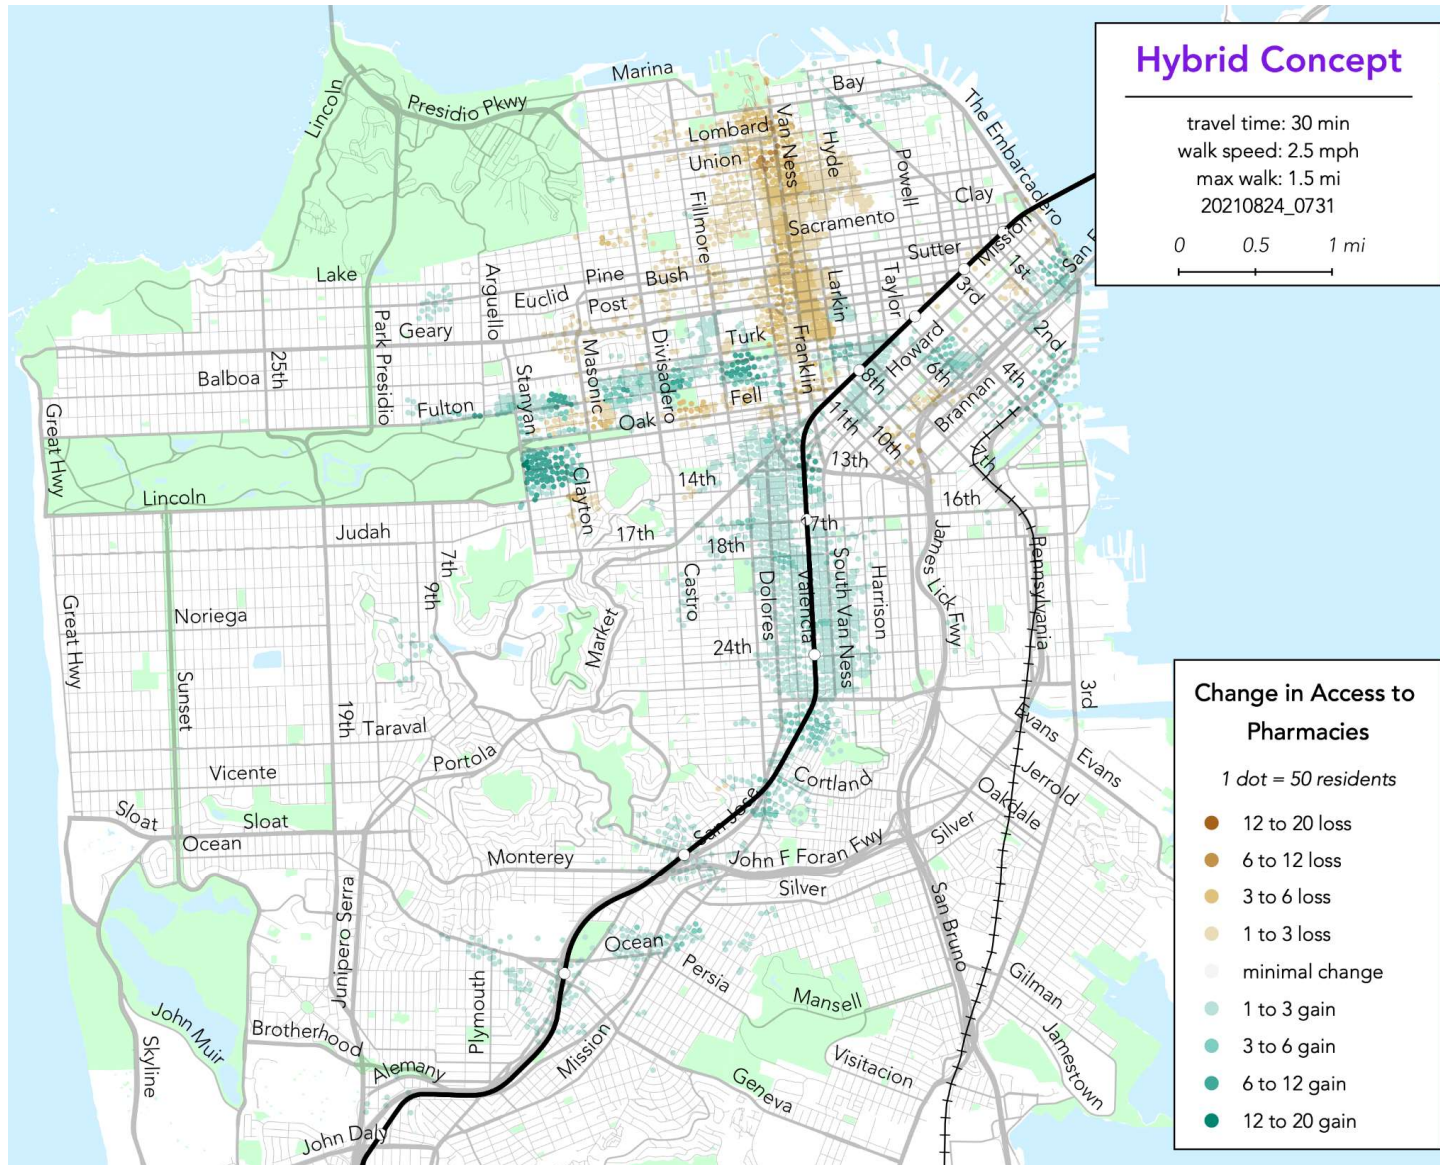 Hybrid Concept
travel time: 30 min
walk speed: 2.5 mph
max walk: 1.5 mi
20210824_0731
0 0.5 1 mi
Marina
Bay
Presidio Pkwy
Lincoln
The Embarcadero
Van Ness
Lombard
Union
Hyde
Powell
Clay
Fillmore
Sacramento
Mission
Sutter
1st
Lake
Arguello
Pine
Bush
Larkin
Taylor
3rd
Euclid
Post
Geary
Park Presidio
Turk
Franklin
Howard
2nd
25th
Balboa
Stanyan
Masonic
Divisadero
8th
6th
4th
Fell
Brannan
Great Hwy
Fulton
Oak
11th
10th
13th
7th
Clayton
14th
Lincoln
16th
Judah
17th
17th
18th
7th
9th
Castro
Dolores
Valencia
South Van Ness
Harrison
James Lick Fwy
Pennsylvania
Great Hwy
Noriega
Market
24th
Sunset
19th
Taraval
3rd
Evans
Portola
Vicente
Cortland
Evans
Jerrold
Oakdale
Sloat
Sloat
San Jose
Silver
Ocean
Monterey
John F Foran Fwy
Silver
Junipero Serra
San Bruno
Ocean
Persia
Gilman
Plymouth
Mansell
John Muir
Brotherhood
Skyline
Mission
Jamestown
Visitacion
Alemany
Geneva
John Daly
Change in Access to
Pharmacies
1 dot = 50 residents
12 to 20 loss
6 to 12 loss
3 to 6 loss
1 to 3 loss
minimal change
1 to 3 gain
3 to 6 gain
6 to 12 gain
12 to 20 gain